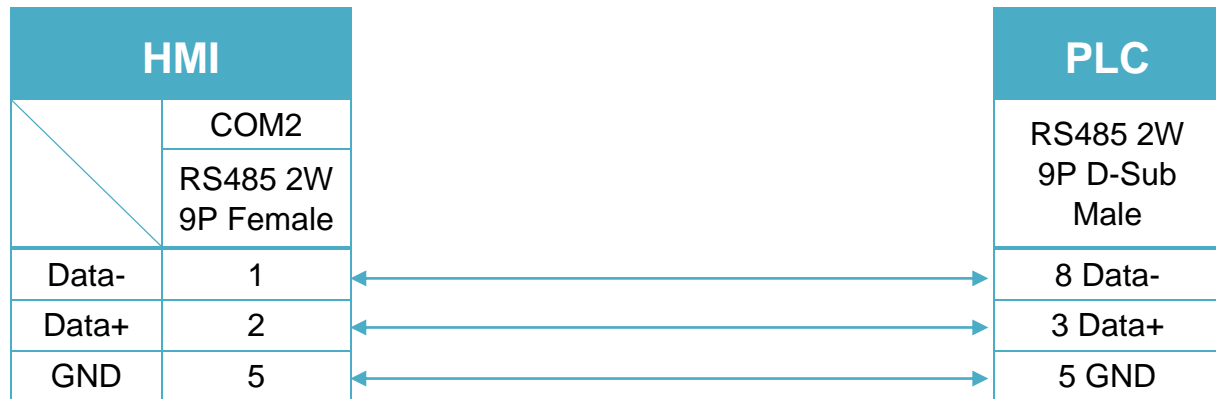 HMI
PLC
COM2
RS485 2W
9P Female
RS485 2W
9P D-Sub
Male
Data- 1 8 Data-
Data+ 2 3 Data+
GND 5 5 GND